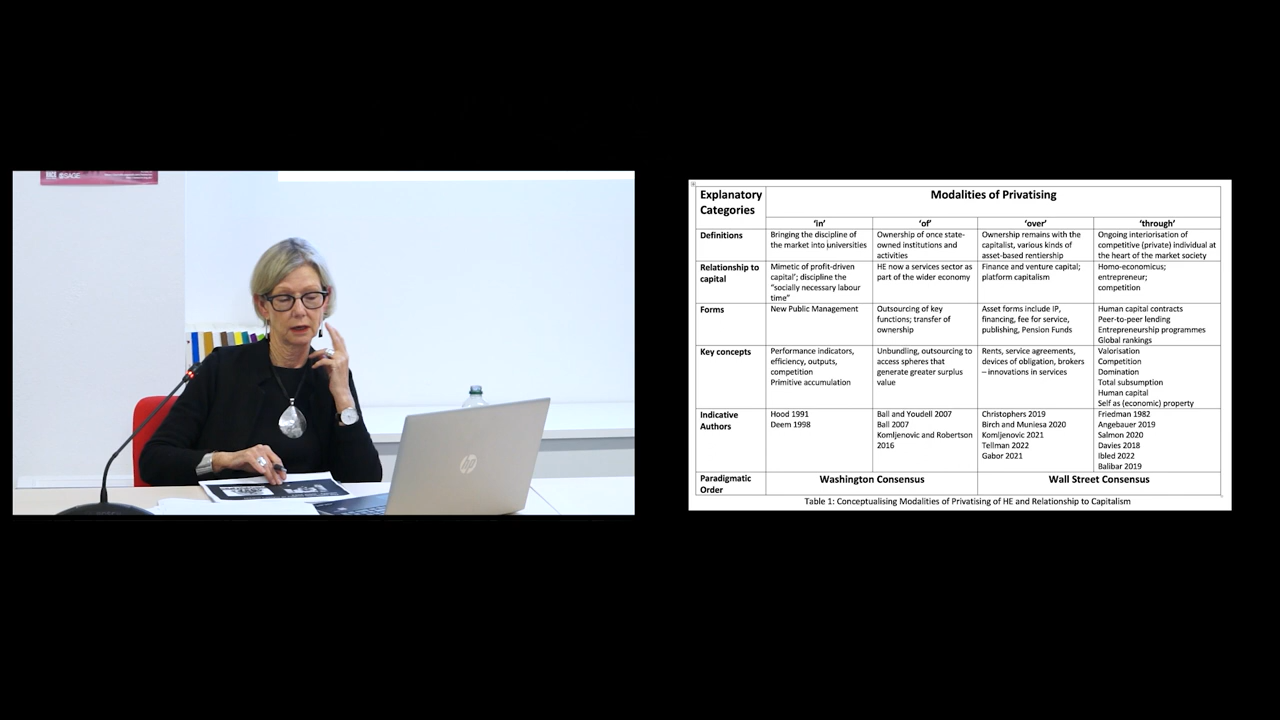 SAGE
hp
Explanatory Categories
Modalities of Privatising
'in'
'of'
'over'
'through'
Definitions
Bringing the discipline of
the market into universities
Ownership of once state-
owned institutions and
activities
Ownership remains with the
capitalist, various kinds of
asset-based rentiership
Ongoing interiorisation of
competitive (private) individual at
the heart of the market society
Relationship to
capital
Mimetic of profit-driven
capital'; discipline the
"socially necessary labour
time"
HE now a services sector as
part of the wider economy
Finance and venture capital;
platform capitalism
Homo-economicus;
entrepreneur;
competition
Forms
New Public Management
Outsourcing of key
functions; transfer of
ownership
Asset forms include IP,
financing, fee for service,
publishing, Pension Funds
Human capital contracts
Peer-to-peer lending
Entrepreneurship programmes
Global rankings
Key concepts
Performance indicators,
efficiency, outputs,
competition
Primitive accumulation
Unbundling, outsourcing to
access spheres that
generate greater surplus
value
Rents, service agreements,
devices of obligation, brokers
– innovations in services
Valorisation
Competition
Domination
Total subsumption
Human capital
Self as (economic) property
Indicative
Authors
Hood 1991
Deem 1998
Ball and Youdell 2007
Ball 2007
Komljenovic and Robertson
2016
Christophers 2019
Birch and Muniesa 2020
Komljenovic 2021
Tellman 2022
Gabor 2021
Friedman 1982
Angebauer 2019
Salmon 2020
Davies 2018
Ibled 2022
Balibar 2019
Paradigmatic
Order
Washington Consensus
Wall Street Consensus
Table 1: Conceptualising Modalities of Privatising of HE and Relationship to Capitalism